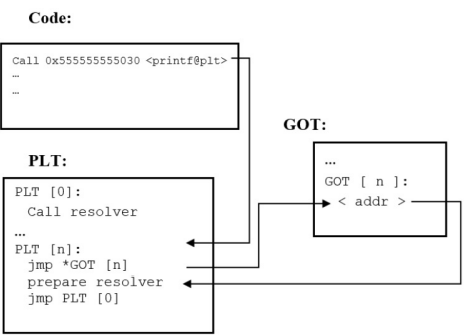 Code:
Call 0x555555555030 <printf@plt>
…
…
GOT:
...
GOT [ n ]:
< addr >
PLT:
PLT [0]:
Call resolver
...
PLT [n]:
jmp *GOT [n]
prepare resolver
jmp PLT [0]